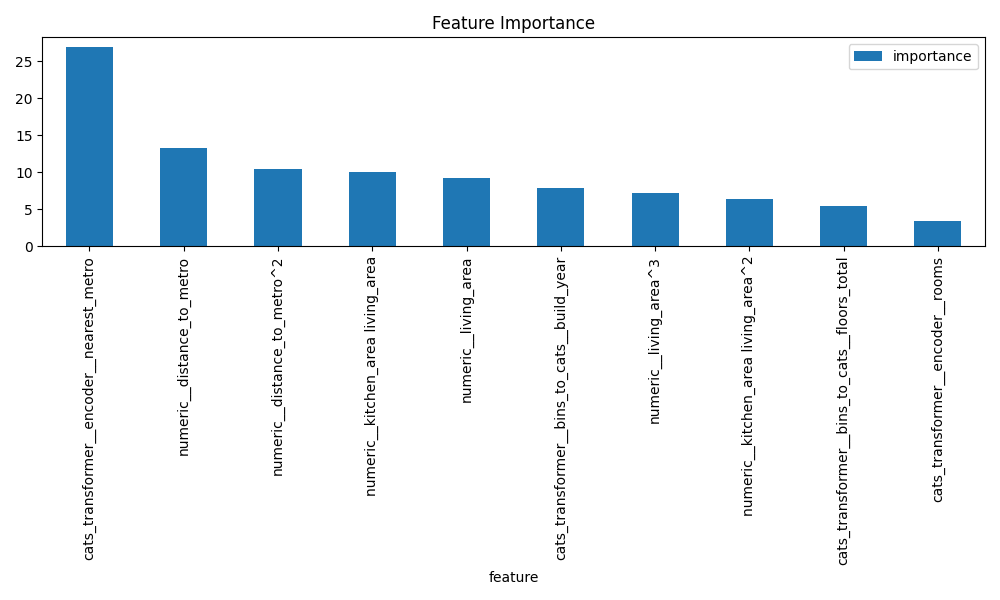 Feature Importance
importance
25
20
15
10
5
0
cats_transformer__encoder__nearest_metro
numeric__distance_to_metro
numeric__distance_to_metro^2
numeric__kitchen_area living_area
numeric__living_area
cats_transformer__bins_to_cats__build_year
numeric__living_area^3
numeric__kitchen_area living_area^2
cats_transformer__bins_to_cats__floors_total
cats_transformer__encoder__rooms
feature